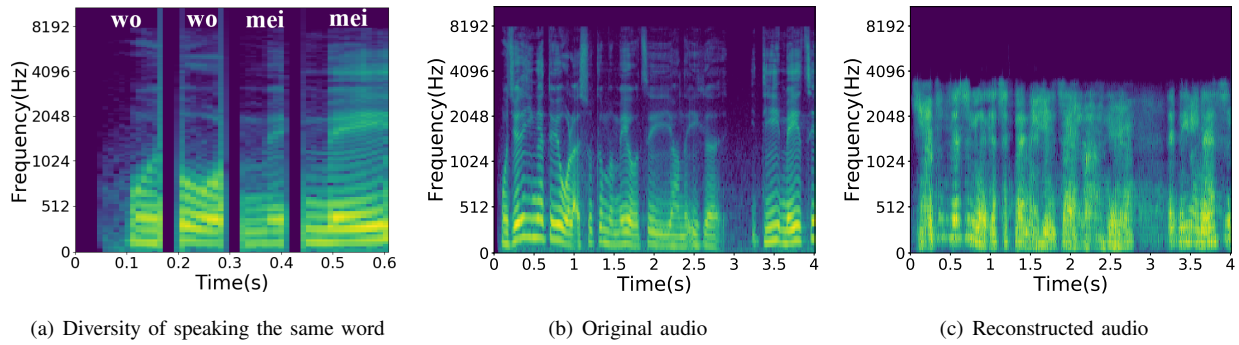 wo wo mei mei
8192
4096
2048
1024
512
0
Frequency(Hz)
0 0.1 0.2 0.3 0.4 0.5 0.6
Time(s)
(a) Diversity of speaking the same word
8192
4096
2048
1024
512
0
Frequency(Hz)
0 0.5 1 1.5 2 2.5 3 3.5 4
Time(s)
(b) Original audio
8192
4096
2048
1024
512
0
Frequency(Hz)
0 0.5 1 1.5 2 2.5 3 3.5 4
Time(s)
(c) Reconstructed audio